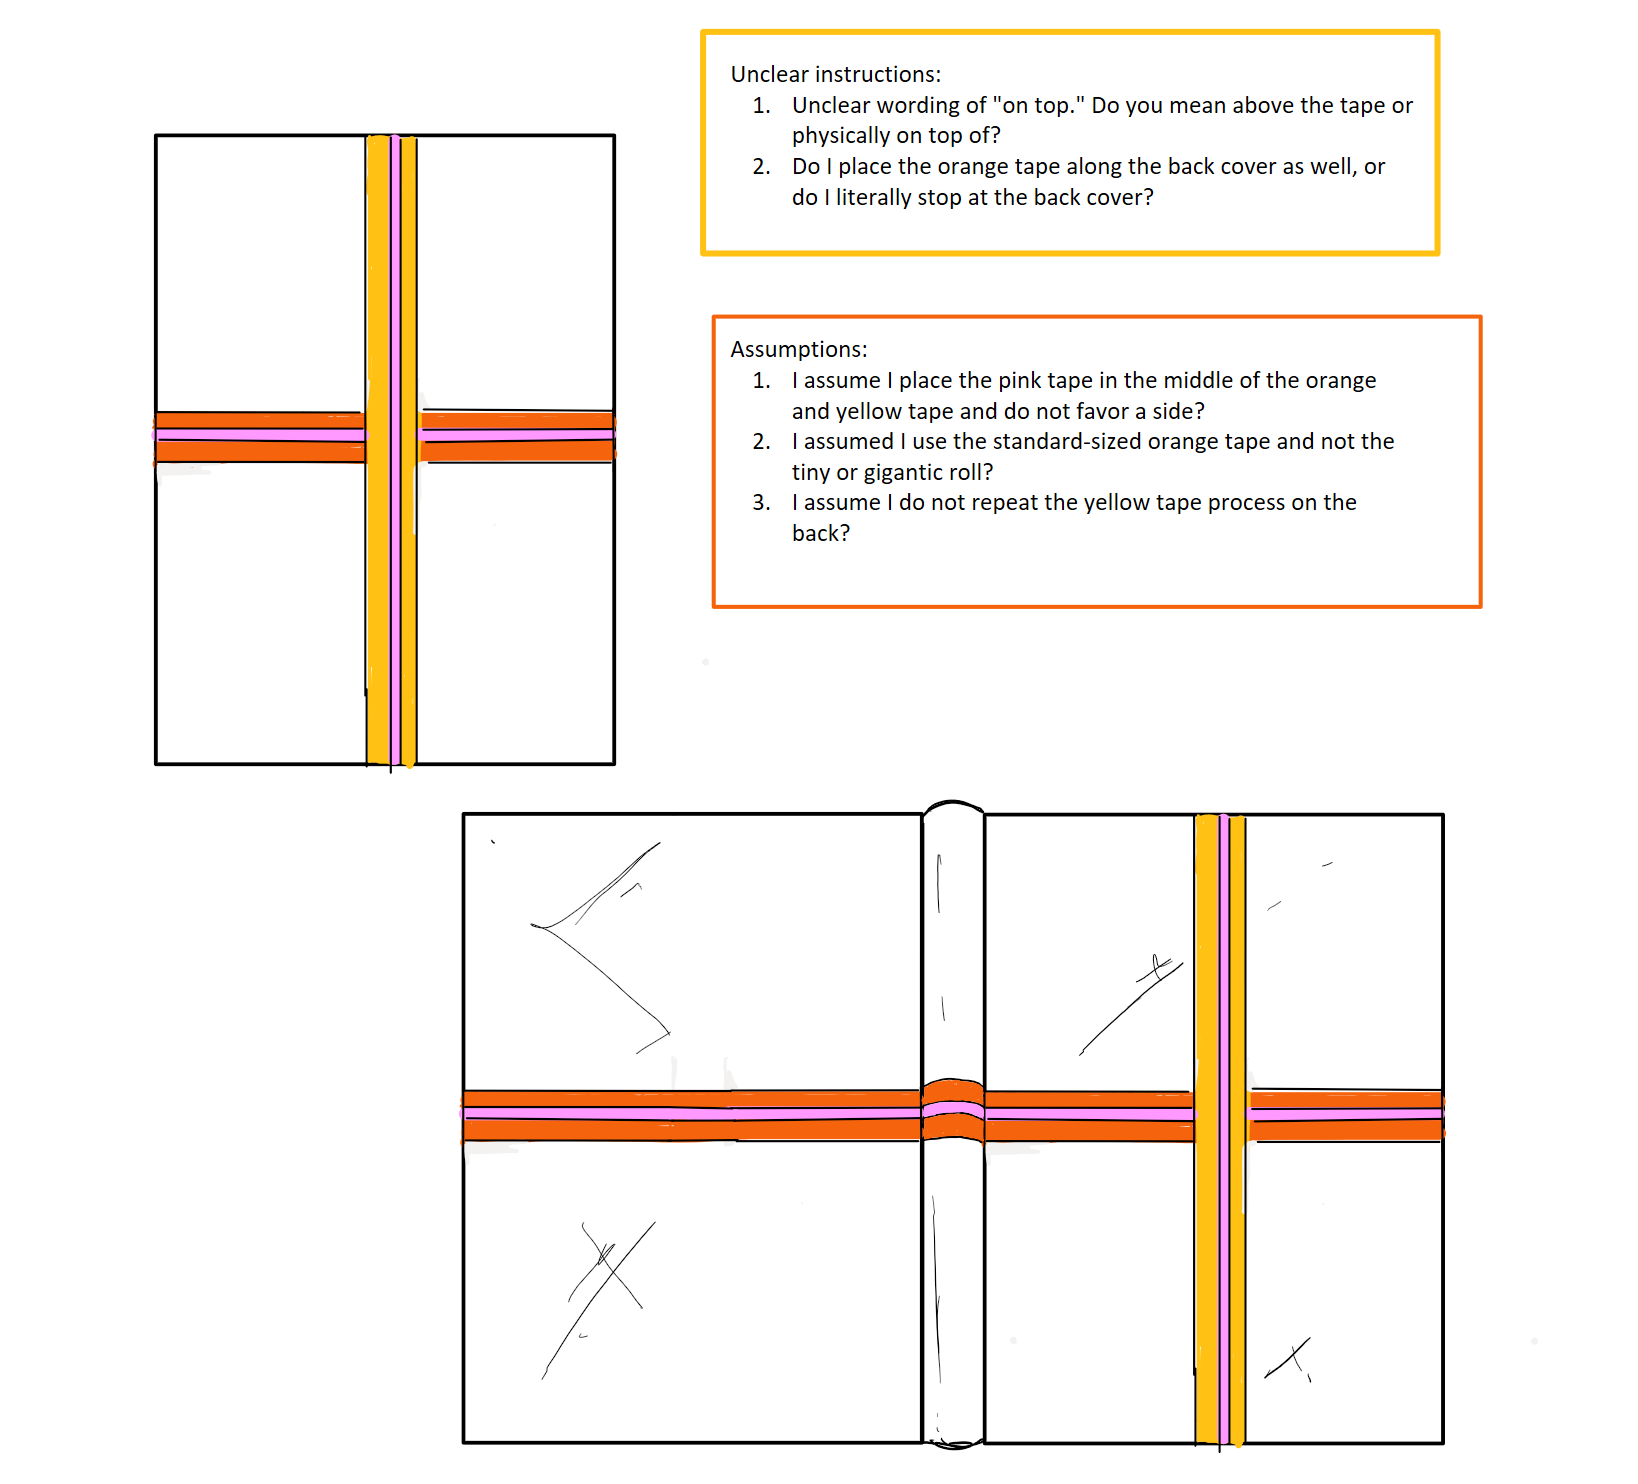 Unclear instructions:
1. Unclear wording of "on top." Do you mean above the tape or
physically on top of?
2. Do I place the orange tape along the back cover as well, or
do I literally stop at the back cover?
Assumptions:
1. I assume I place the pink tape in the middle of the orange
and yellow tape and do not favor a side?
2. I assumed I use the standard-sized orange tape and not the
tiny or gigantic roll?
3. I assume I do not repeat the yellow tape process on the
back?